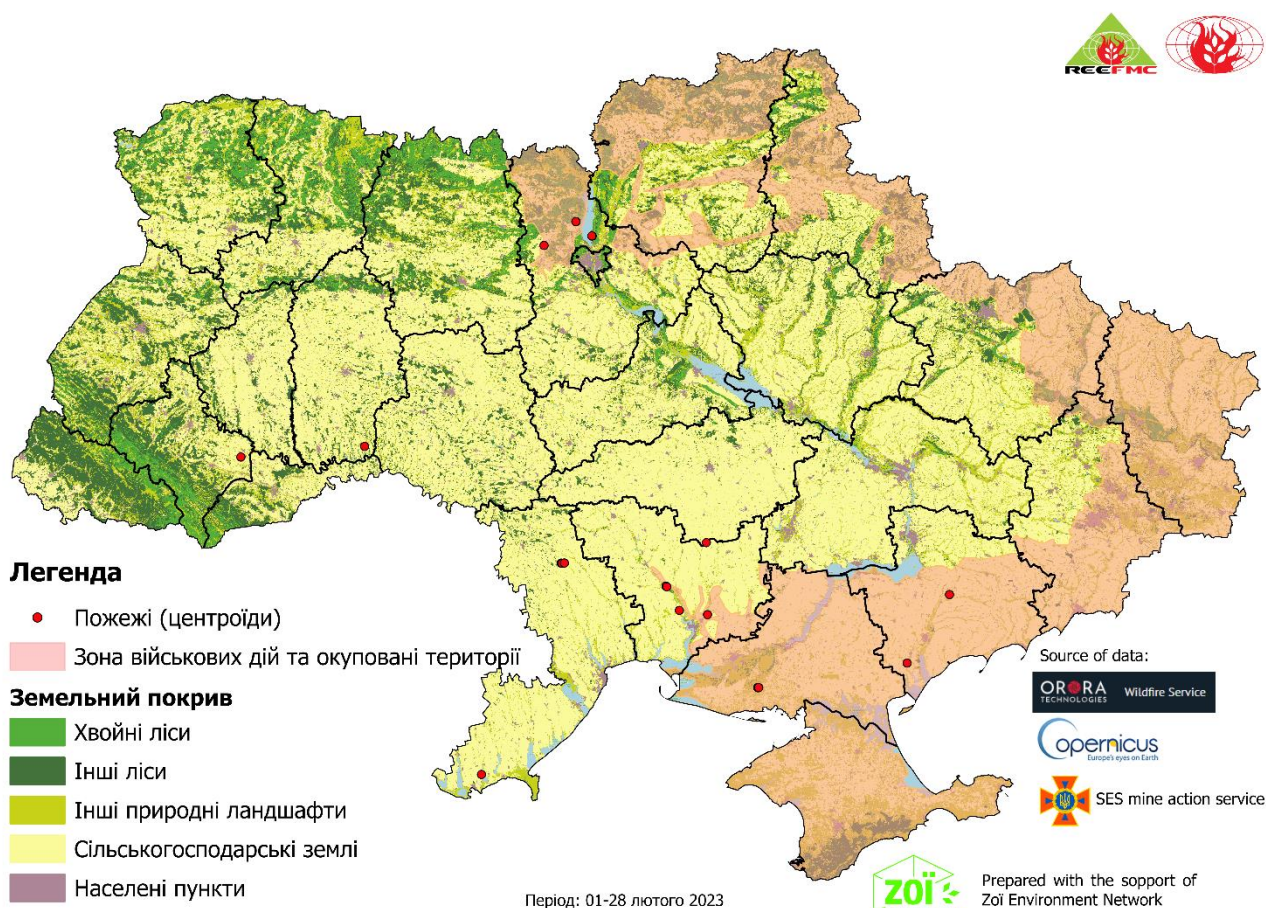 REEFMC
Легенда
Пожежі (центроїди)
Зона військових дій та окуповані території
Земельний покрив
Хвойні ліси
Інші ліси
Інші природні ландшафти
Сільськогосподарські землі
Населені пункти
Період: 01-28 лютого 2023
Source of data:
ORORA
TECHNOLOGIES
Wildfire Service
Copernicus
Europe's eyes on Earth
SES mine action service
ZOÏ
Prepared with the sopport of
Zoï Environment Network